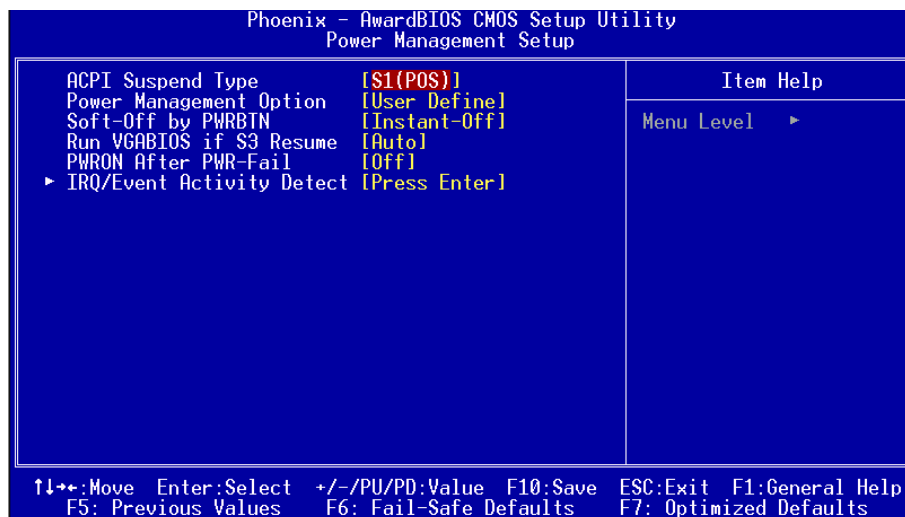 Phoenix - AwardBIOS CMOS Setup Utility
Power Management Setup
ACPI Suspend Type [S1(POS)]
Power Management Option [User Define]
Soft-Off by PWRBTN [Instant-Off]
Run VGABIOS if S3 Resume [Auto]
PWRON After PWR-Fail [Off]
► IRQ/Event Activity Detect [Press Enter]
Item Help
Menu Level ►
↑↓→←:Move Enter:Select +/-/PU/PD:Value F10:Save ESC:Exit F1:General Help
F5: Previous Values F6: Fail-Safe Defaults F7: Optimized Defaults